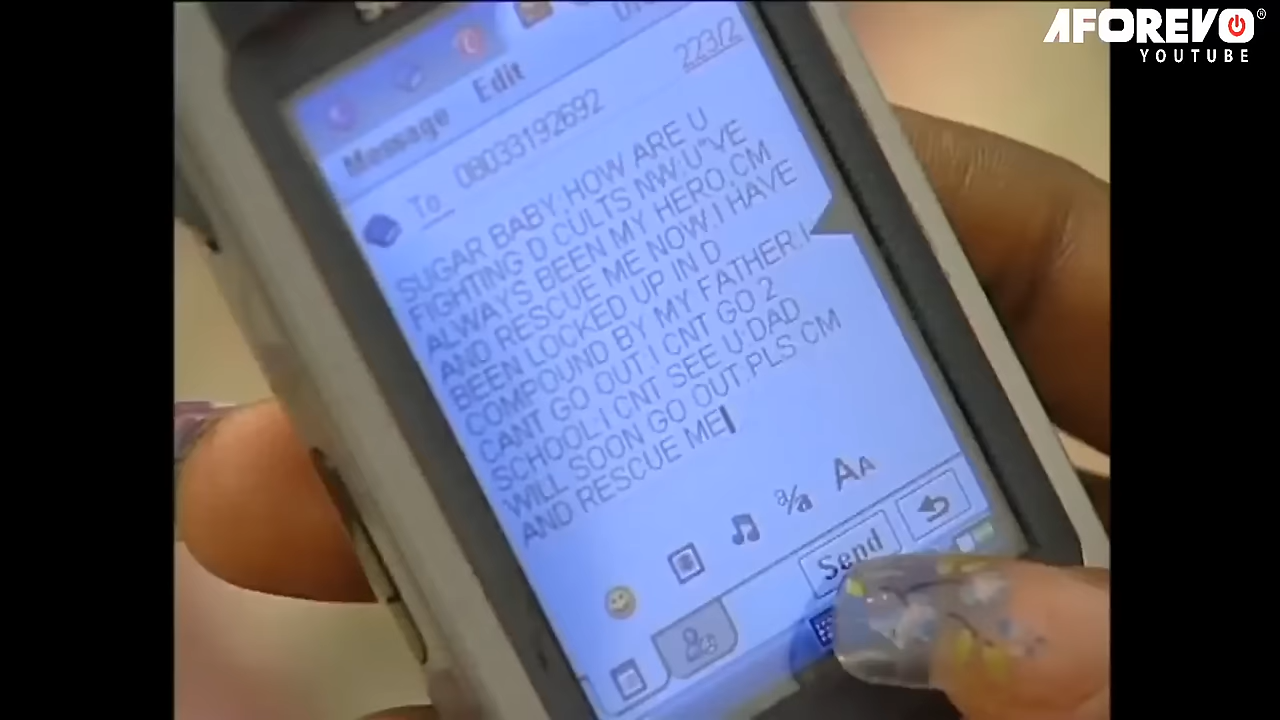 AFOREVO
YOUTUBE
223/2
Message Edit
To 08033192692
SUGAR BABY,HOW ARE U
FIGHTING D CULTS NW.U"VE
ALWAYS BEEN MY HERO,CM
AND RESCUE ME NOW.I HAVE
BEEN LOCKED UP IN D
COMPOUND BY MY FATHER.I
CANT GO OUT I CNT GO 2
SCHOOL.I CNT SEE U.DAD
WILL SOON GO OUT.PLS CM
AND RESCUE ME
a/a AA
Send